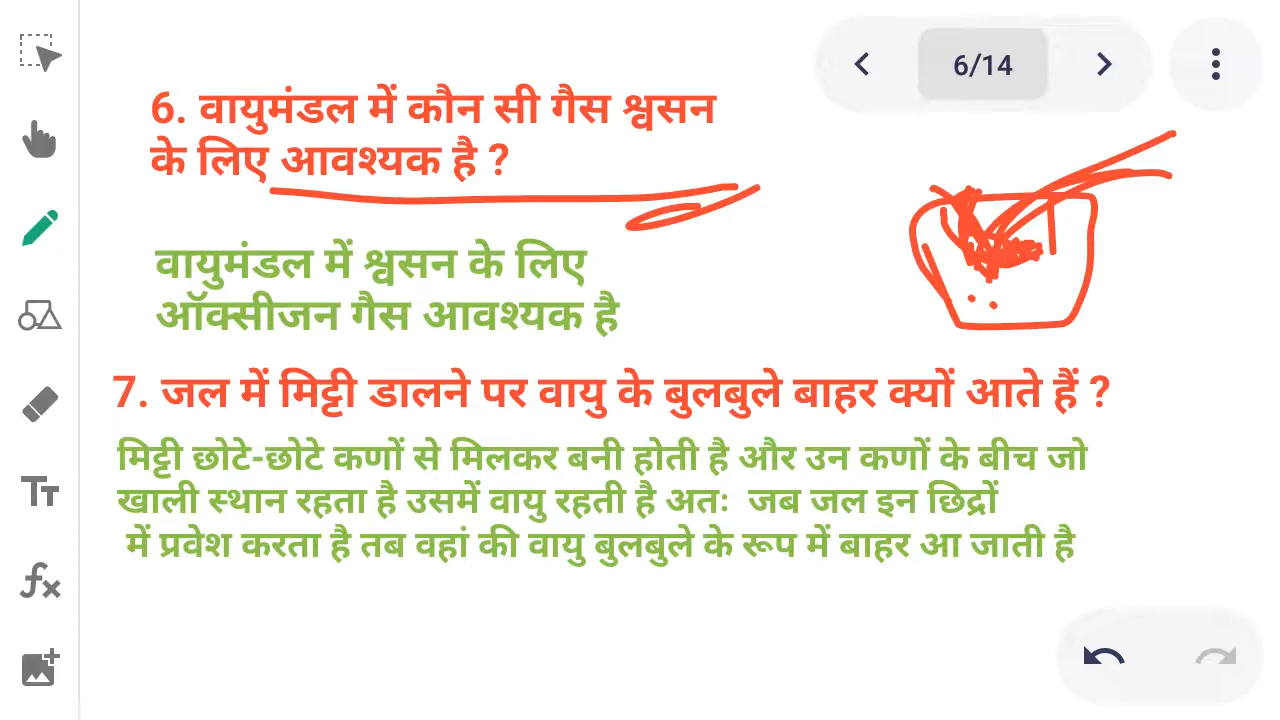 6/14
6. वायुमंडल में कौन सी गैस श्वसन
के लिए आवश्यक है ?
वायुमंडल में श्वसन के लिए
ऑक्सीजन गैस आवश्यक है
7. जल में मिट्टी डालने पर वायु के बुलबुले बाहर क्यों आते हैं ?
मिट्टी छोटे-छोटे कणों से मिलकर बनी होती है और उन कणों के बीच जो
खाली स्थान रहता है उसमें वायु रहती है अतः जब जल इन छिद्रों
में प्रवेश करता है तब वहां की वायु बुलबुले के रूप में बाहर आ जाती है
Tт
fx